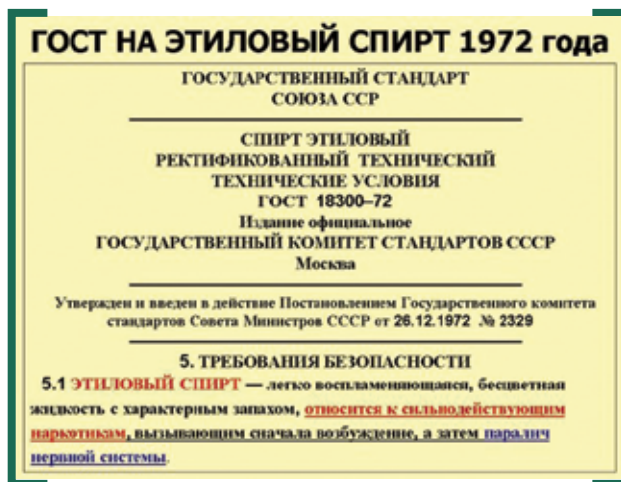 ГОСТ НА ЭТИЛОВЫЙ СПИРТ 1972 года
ГОСУДАРСТВЕННЫЙ СТАНДАРТ
СОЮЗА ССР
СПИРТ ЭТИЛОВЫЙ
РЕКТИФИКОВАННЫЙ ТЕХНИЧЕСКИЙ
ТЕХНИЧЕСКИЕ УСЛОВИЯ
ГОСТ 18300–72
Издание официальное
ГОСУДАРСТВЕННЫЙ КОМИТЕТ СТАНДАРТОВ СССР
Москва
Утвержден и введен в действие Постановлением Государственного комитета
стандартов Совета Министров СССР от 26.12.1972 № 2329
5. ТРЕБОВАНИЯ БЕЗОПАСНОСТИ
5.1 ЭТИЛОВЫЙ СПИРТ — легко воспламеняющаяся, бесцветная
жидкость с характерным запахом, относится к сильнодействующим
наркотикам, вызывающим сначала возбуждение, а затем паралич
нервной системы.